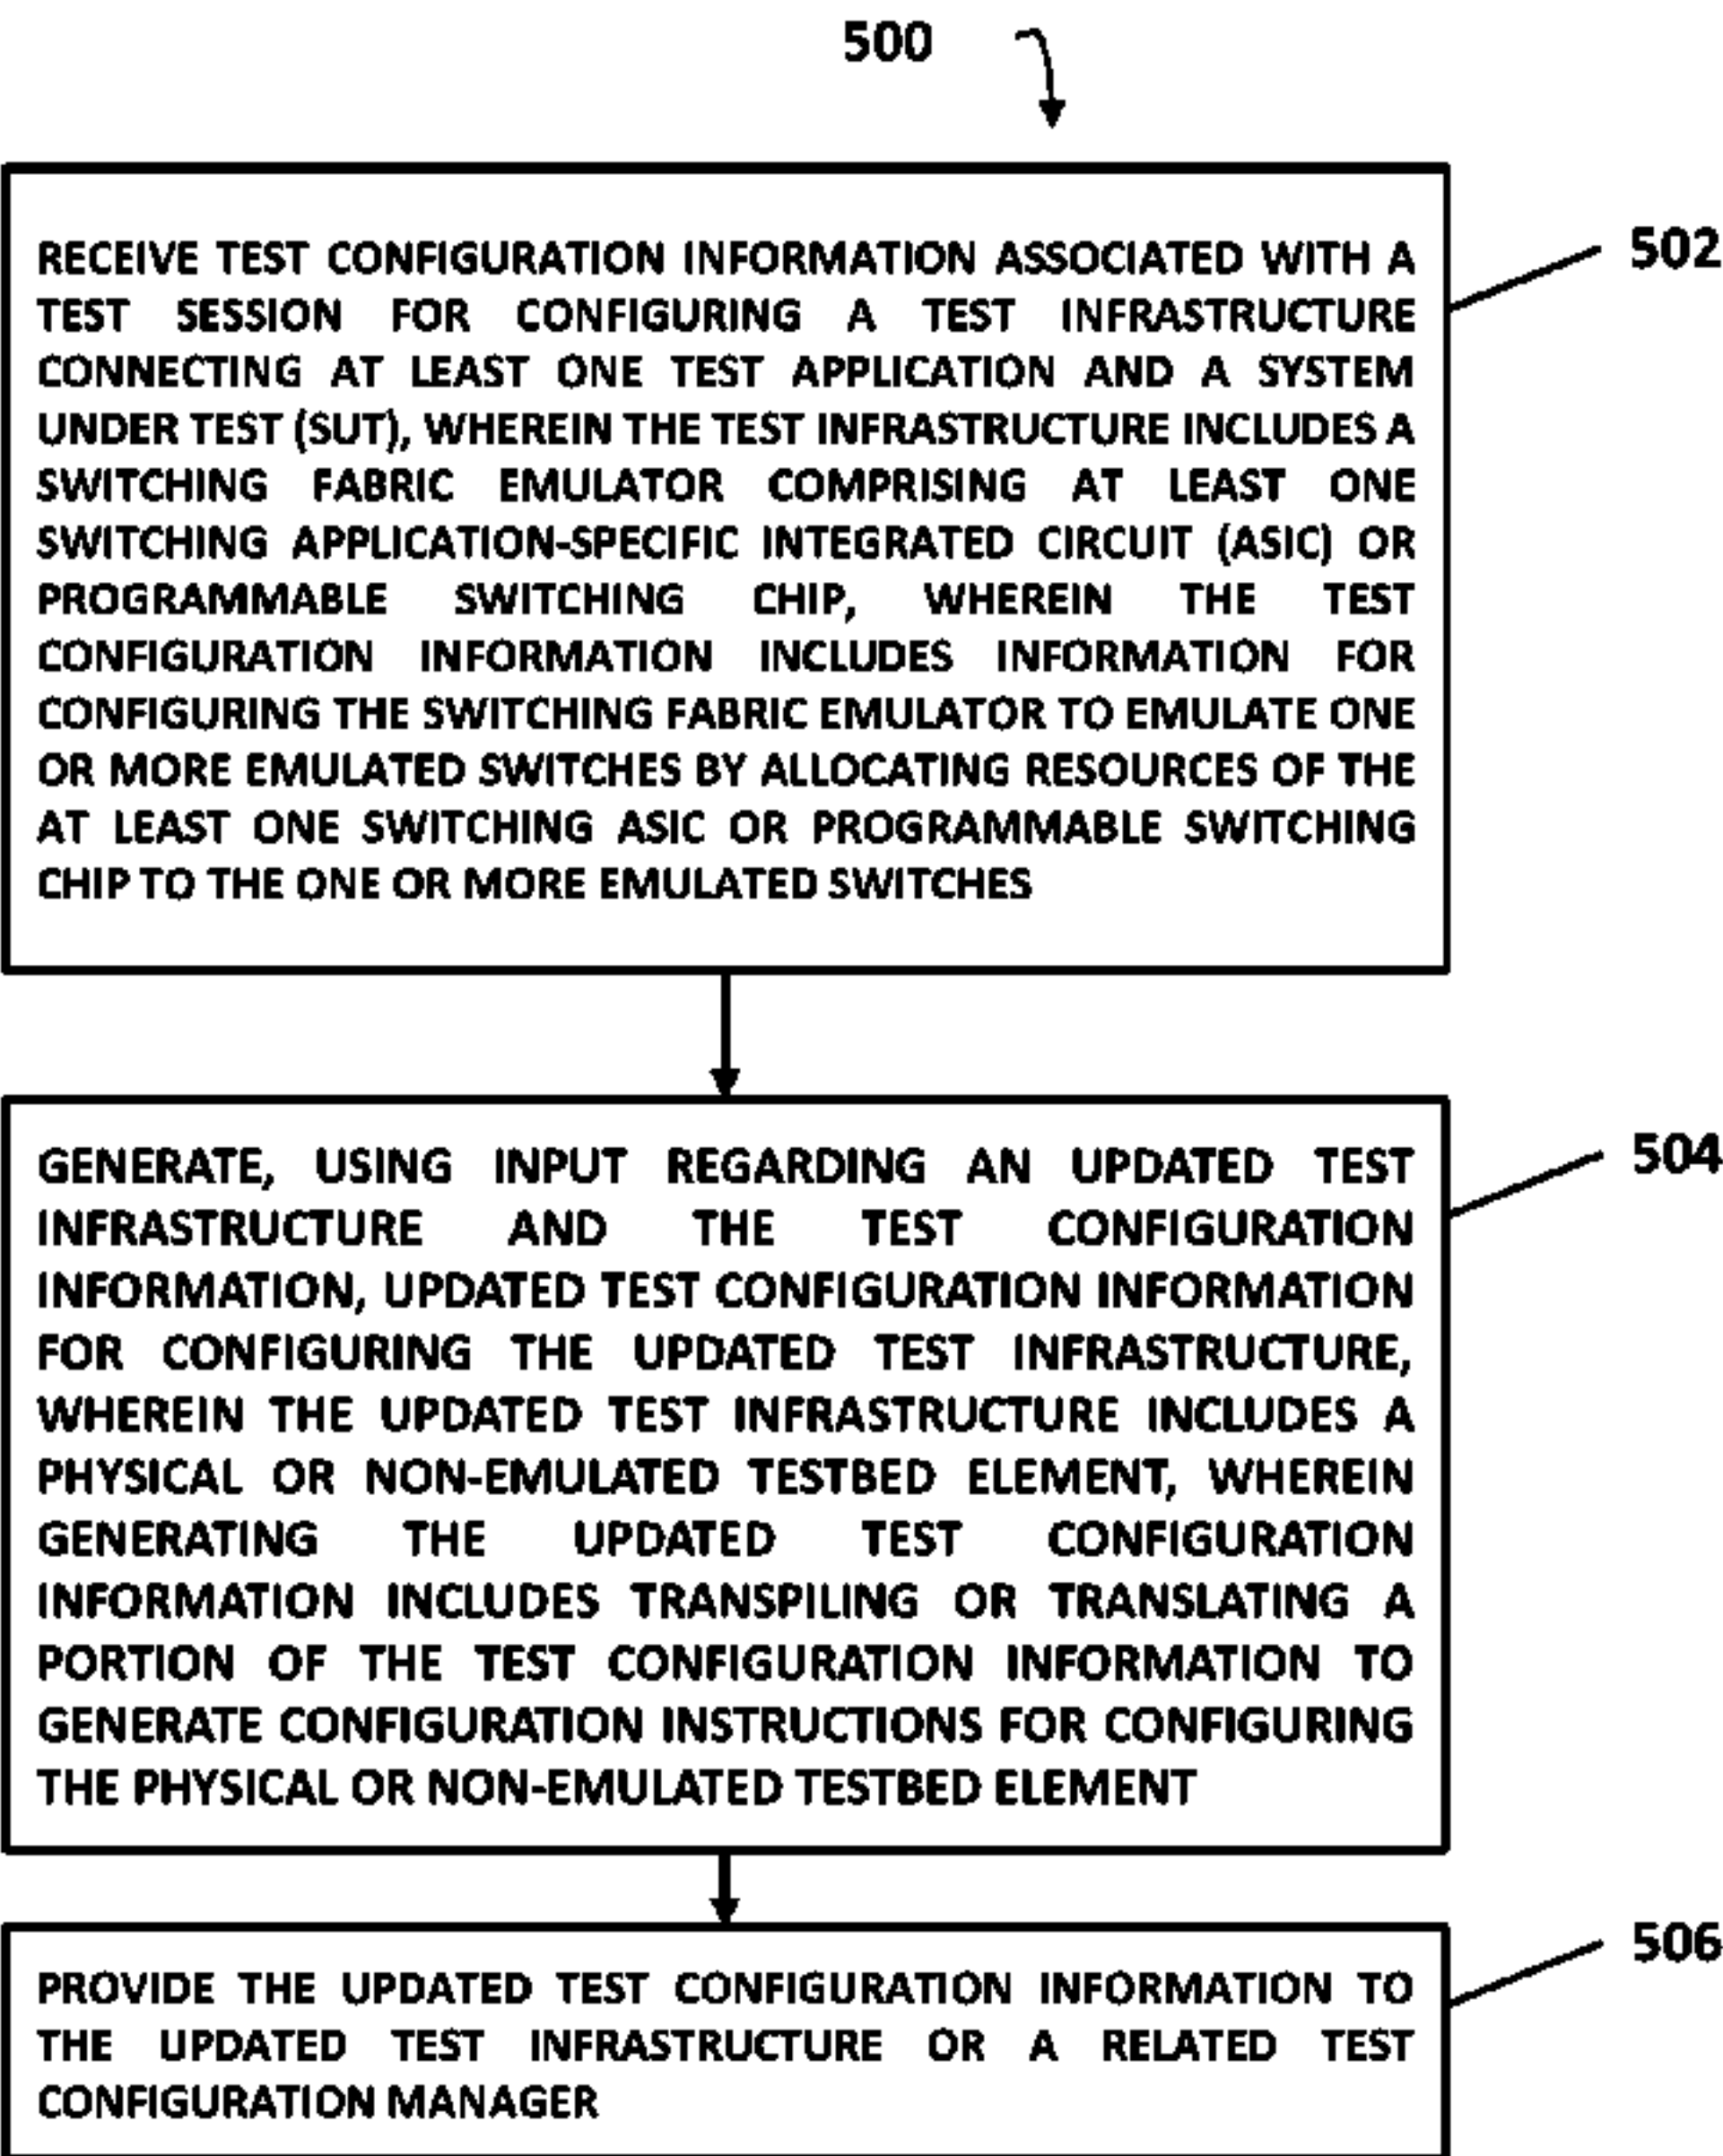 500
RECEIVE TEST CONFIGURATION INFORMATION ASSOCIATED WITH A
TEST SESSION FOR CONFIGURING A TEST INFRASTRUCTURE
CONNECTING AT LEAST ONE TEST APPLICATION AND A SYSTEM
UNDER TEST (SUT), WHEREIN THE TEST INFRASTRUCTURE INCLUDES A
SWITCHING FABRIC EMULATOR COMPRISING AT LEAST ONE
SWITCHING APPLICATION-SPECIFIC INTEGRATED CIRCUIT (ASIC) OR
PROGRAMMABLE SWITCHING CHIP, WHEREIN THE TEST
CONFIGURATION INFORMATION INCLUDES INFORMATION FOR
CONFIGURING THE SWITCHING FABRIC EMULATOR TO EMULATE ONE
OR MORE EMULATED SWITCHES BY ALLOCATING RESOURCES OF THE
AT LEAST ONE SWITCHING ASIC OR PROGRAMMABLE SWITCHING
CHIP TO THE ONE OR MORE EMULATED SWITCHES
502
GENERATE, USING INPUT REGARDING AN UPDATED TEST
INFRASTRUCTURE AND THE TEST CONFIGURATION
INFORMATION, UPDATED TEST CONFIGURATION INFORMATION
FOR CONFIGURING THE UPDATED TEST INFRASTRUCTURE,
WHEREIN THE UPDATED TEST INFRASTRUCTURE INCLUDES A
PHYSICAL OR NON-EMULATED TESTBED ELEMENT, WHEREIN
GENERATING THE UPDATED TEST CONFIGURATION
INFORMATION INCLUDES TRANSPILING OR TRANSLATING A
PORTION OF THE TEST CONFIGURATION INFORMATION TO
GENERATE CONFIGURATION INSTRUCTIONS FOR CONFIGURING
THE PHYSICAL OR NON-EMULATED TESTBED ELEMENT
504
PROVIDE THE UPDATED TEST CONFIGURATION INFORMATION TO
THE UPDATED TEST INFRASTRUCTURE OR A RELATED TEST
CONFIGURATION MANAGER
506